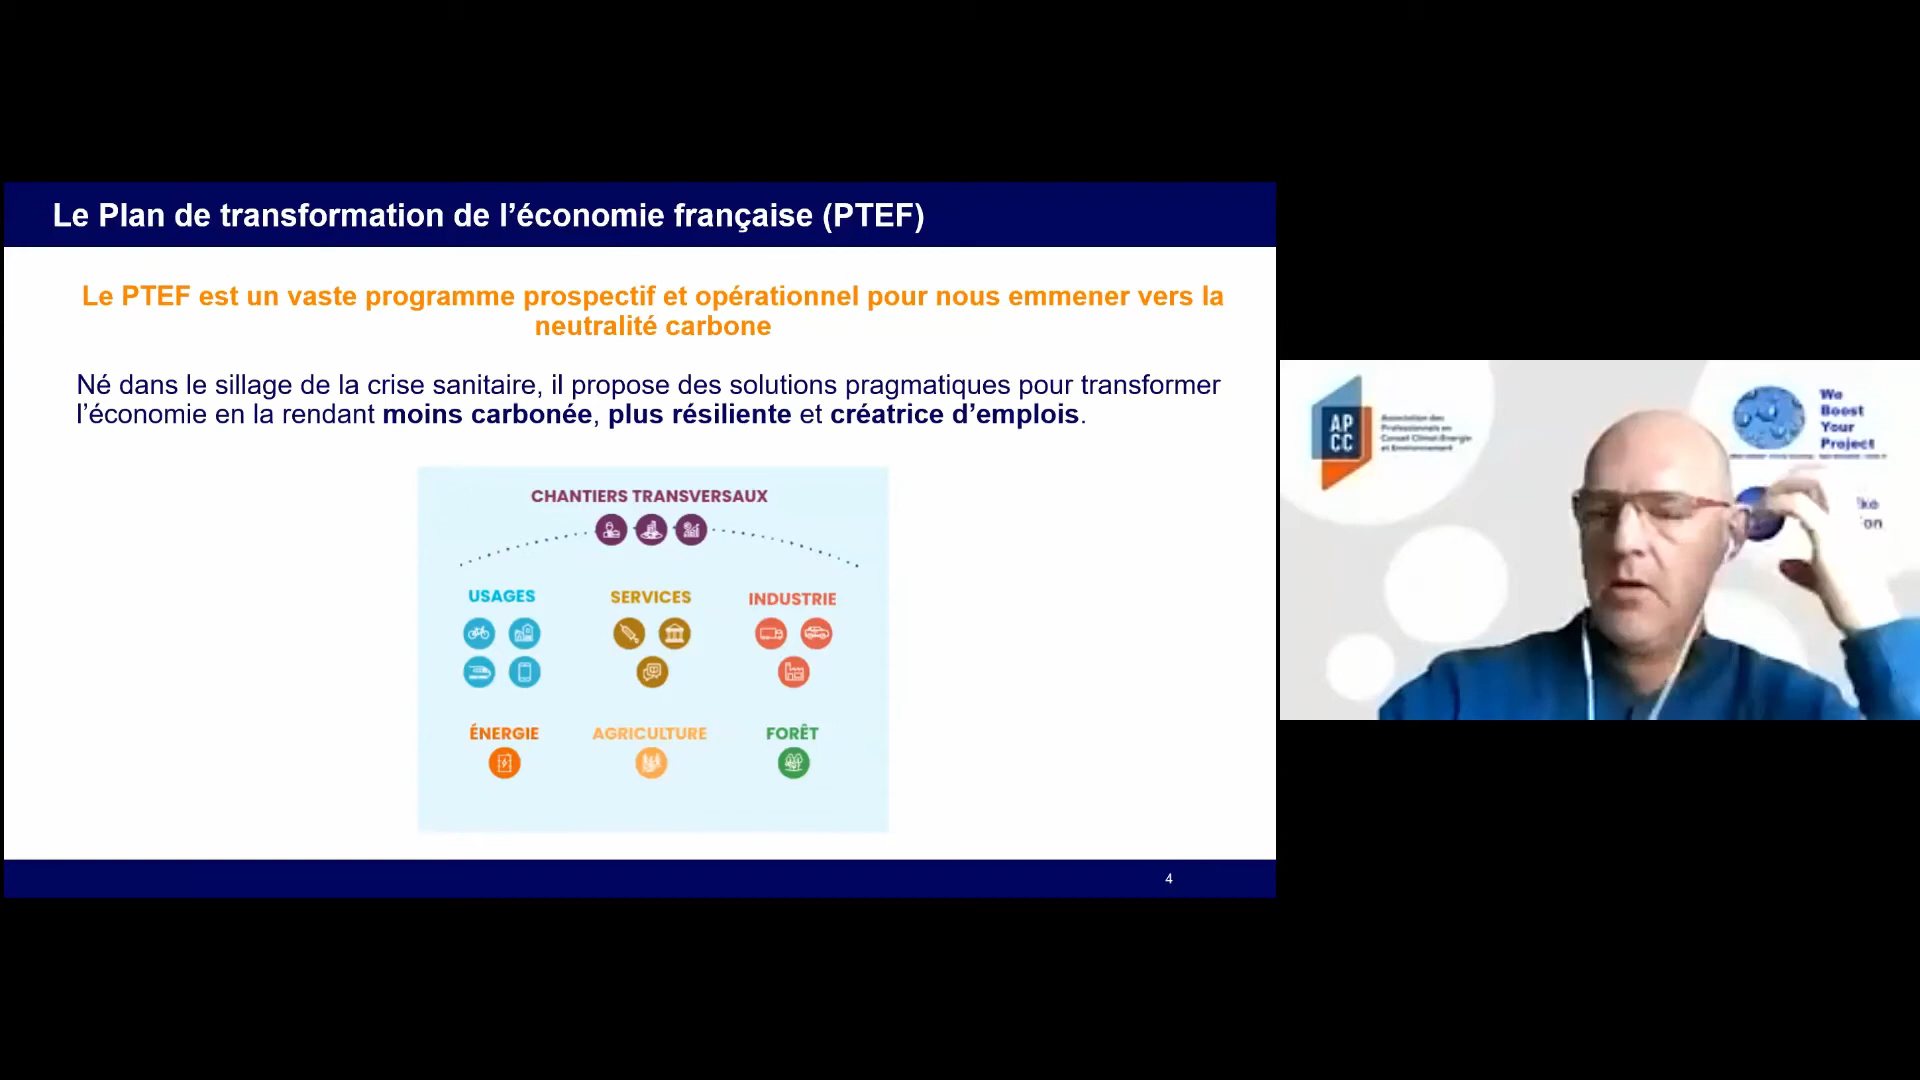 Le Plan de transformation de l’économie française (PTEF)
Le PTEF est un vaste programme prospectif et opérationnel pour nous emmener vers la
neutralité carbone
Né dans le sillage de la crise sanitaire, il propose des solutions pragmatiques pour transformer
l’économie en la rendant moins carbonée, plus résiliente et créatrice d’emplois.
CHANTIERS TRANSVERSAUX
USAGES
SERVICES
INDUSTRIE
ÉNERGIE
AGRICULTURE
FORÊT
4
AP
CC
Association des
Professionnels en
Conseil Climat Energie
et Environnement
We
Boost
Your
Project